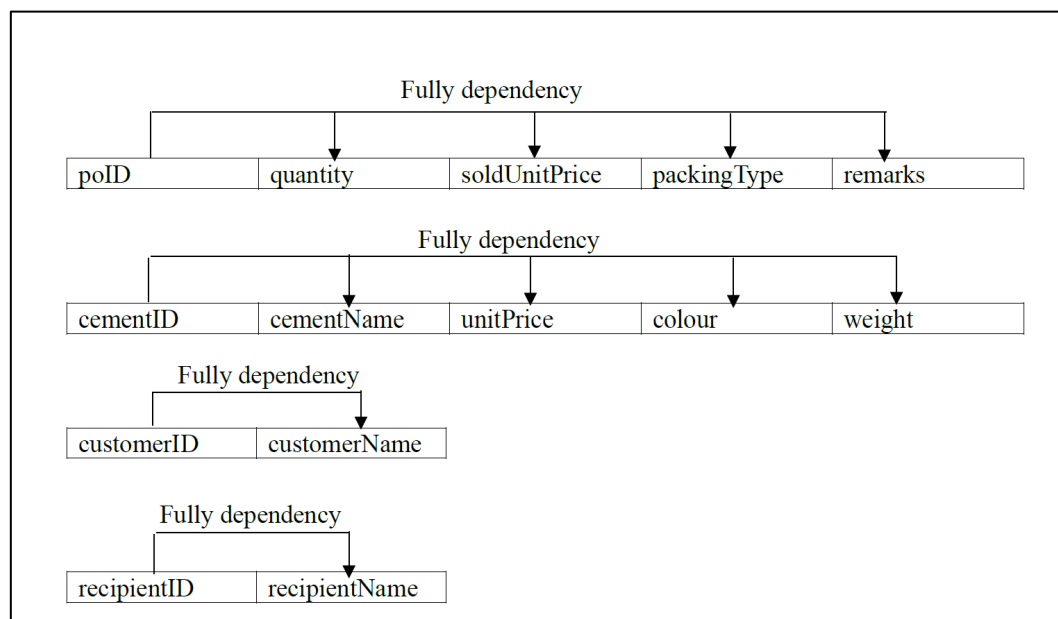 Fully dependency
poID quantity soldUnitPrice packingType remarks
Fully dependency
cementID cementName unitPrice colour weight
Fully dependency
customerID customerName
Fully dependency
recipientID recipientName